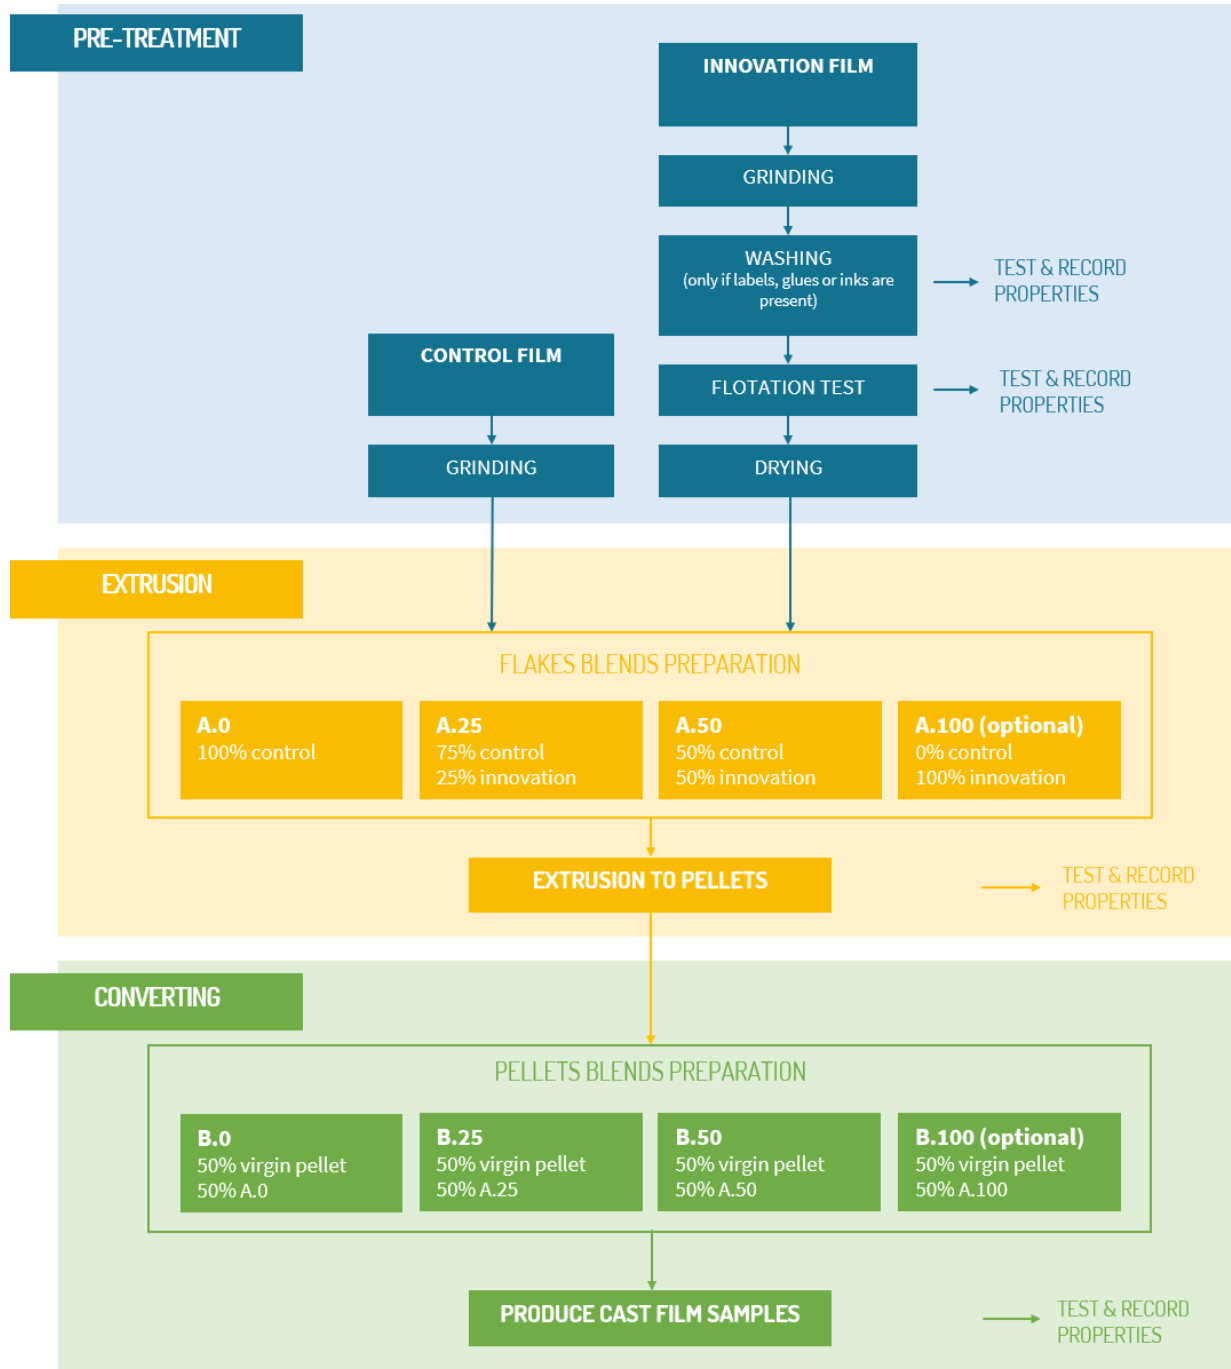 PRE-TREATMENT
INNOVATION FILM
GRINDING
WASHING
(only if labels, glues or inks are
present)
TEST & RECORD
PROPERTIES
CONTROL FILM
FLOTATION TEST
TEST & RECORD
PROPERTIES
GRINDING
DRYING
EXTRUSION
FLAKES BLENDS PREPARATION
A.0
100% control
A.25
75% control
25% innovation
A.50
50% control
50% innovation
A.100 (optional)
0% control
100% innovation
EXTRUSION TO PELLETS
TEST & RECORD
PROPERTIES
CONVERTING
PELLETS BLENDS PREPARATION
B.0
50% virgin pellet
50% A.0
B.25
50% virgin pellet
50% A.25
B.50
50% virgin pellet
50% A.50
B.100 (optional)
50% virgin pellet
50% A.100
PRODUCE CAST FILM SAMPLES
TEST & RECORD
PROPERTIES